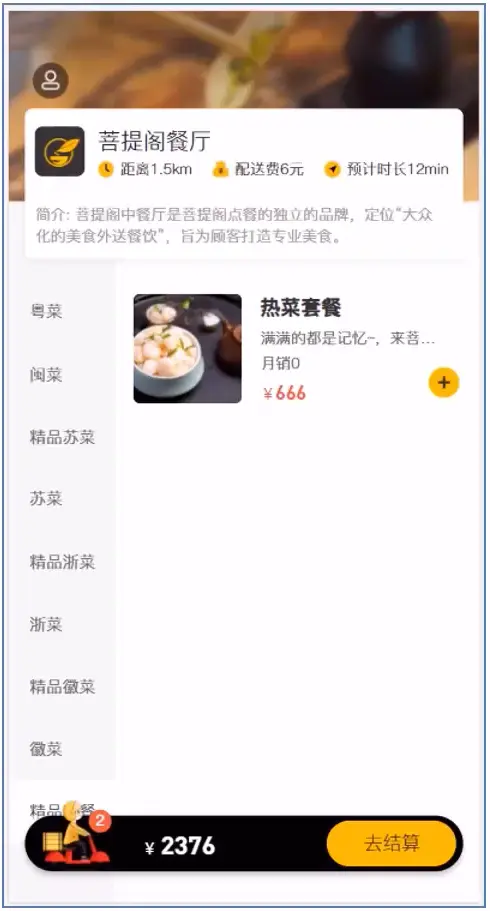 菩提阁餐厅
距离1.5km 配送费6元 预计时长12min
简介: 菩提阁中餐厅是菩提阁点餐的独立的品牌，定位“大众
化的美食外送餐饮”，旨为顾客打造专业美食。
粤菜
闽菜
精品苏菜
苏菜
精品浙菜
浙菜
精品徽菜
徽菜
精品 餐
热菜套餐
满满的都是记忆~，来菩...
月销0
￥666
+
2
￥2376
去结算